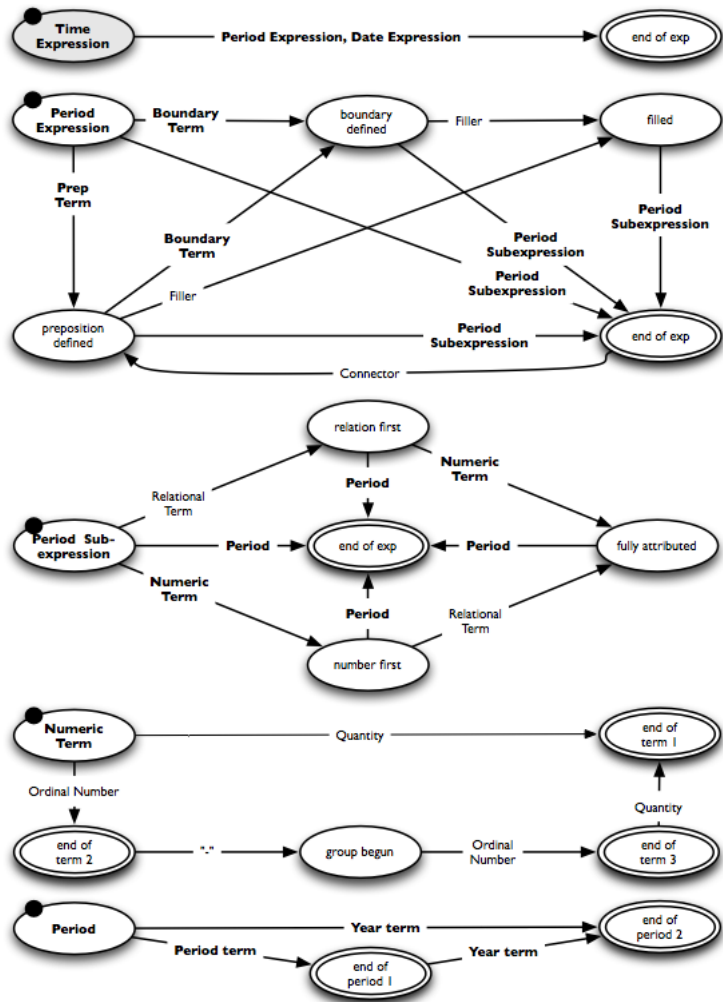 Time
Expression
Period Expression, Date Expression
end of exp
Period
Expression
Boundary
Term
boundary
defined
Filler
filled
Prep
Term
Boundary
Term
Period
Subexpression
Period
Subexpression
Period
Subexpression
Filler
preposition
defined
Period
Subexpression
end of exp
Connector
relation first
Relational
Term
Period
Numeric
Term
Period Sub-
expression
Period
end of exp
Period
fully attributed
Numeric
Term
Period
Relational
Term
number first
Numeric
Term
Quantity
end of
term 1
Ordinal Number
Quantity
end of
term 2
"-"
group begun
Ordinal
Number
end of
term 3
Period
Year term
end of
period 2
Period term
Year term
end of
period 1